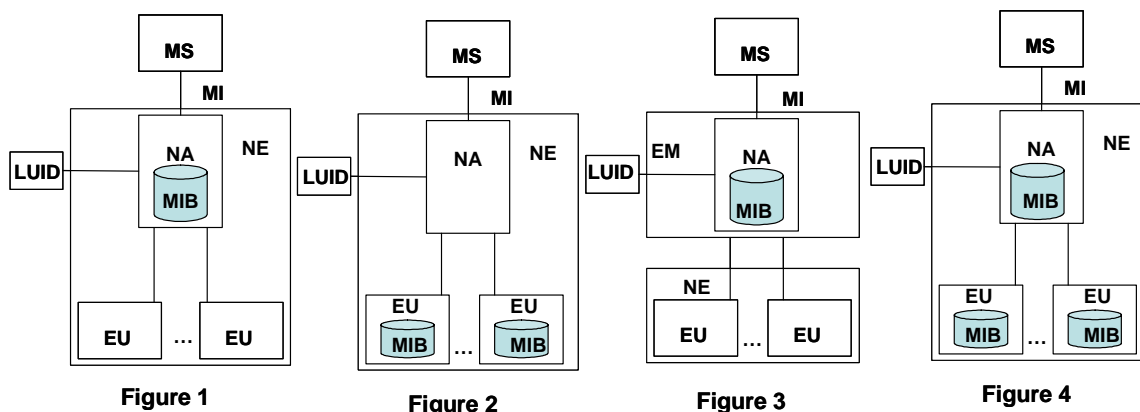 MS
MI
NA
NE
LUID
MIB
EU
...
EU
Figure 1
MS
MI
NA
NE
LUID
EU
EU
MIB
...
MIB
Figure 2
MS
MI
EM
NA
LUID
MIB
NE
EU
...
EU
Figure 3
MS
MI
NA
NE
LUID
MIB
EU
EU
MIB
...
MIB
Figure 4